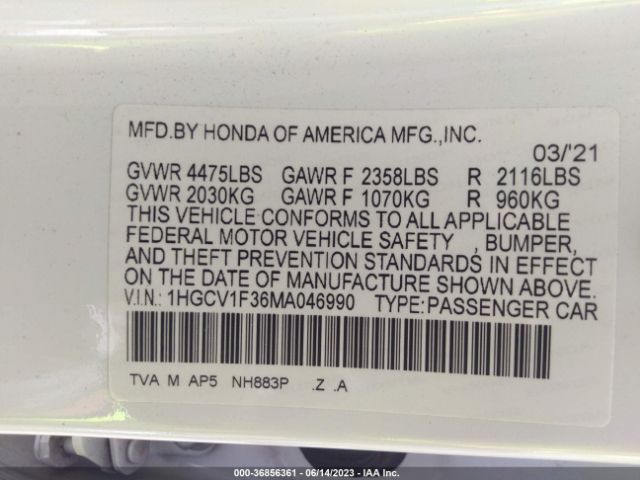 MFD.BY HONDA OF AMERICA MFG.,INC.
03/'21
GVWR 4475LBS GAWR F 2358LBS R 2116LBS
GVWR 2030KG GAWR F 1070KG R 960KG
THIS VEHICLE CONFORMS TO ALL APPLICABLE
FEDERAL MOTOR VEHICLE SAFETY , BUMPER,
AND THEFT PREVENTION STANDARDS IN EFFECT
ON THE DATE OF MANUFACTURE SHOWN ABOVE.
V.I.N.: 1HGCV1F36MA046990 TYPE:PASSENGER CAR
TVA M AP5 NH883P .Z .A
000-36856361 - 06/14/2023 - IAA Inc.